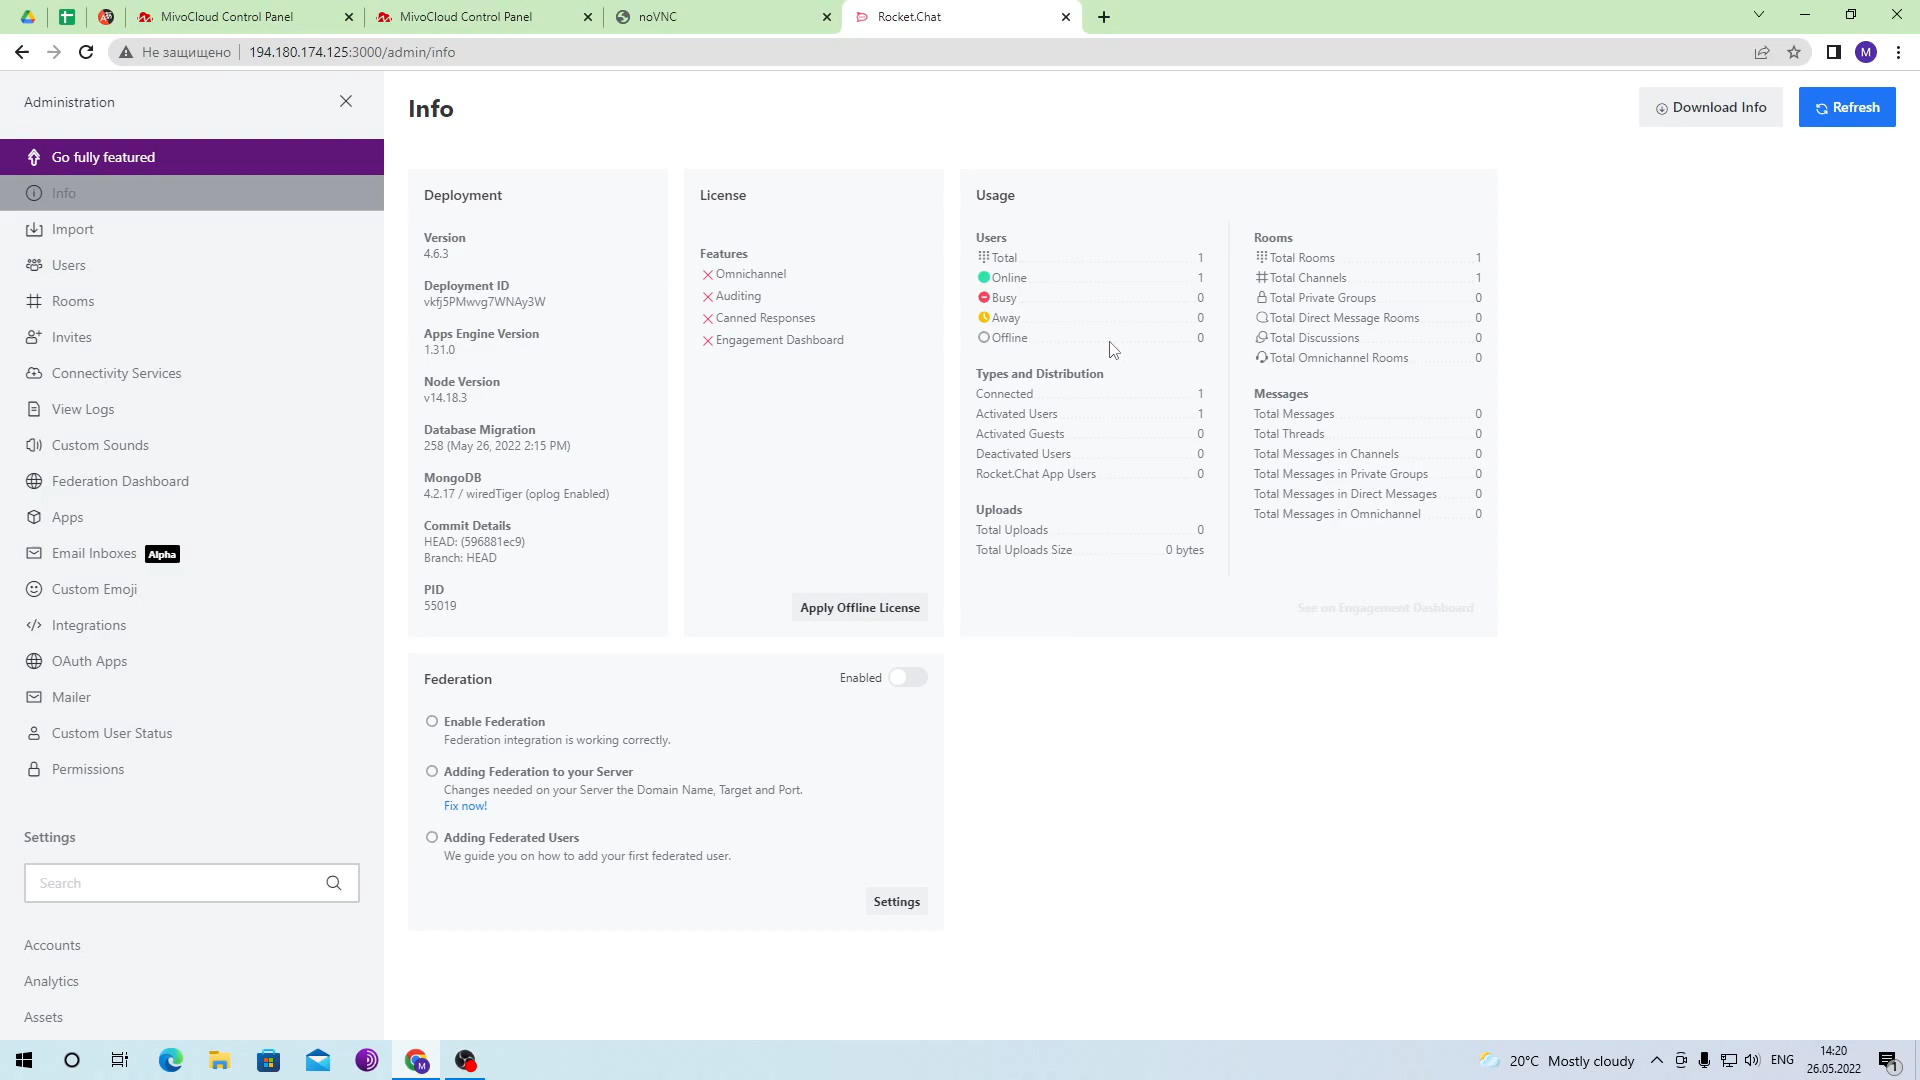 MivoCloud Control Panel
MivoCloud Control Panel
noVNC
Rocket.Chat
Не защищено
194.180.174.125:3000/admin/info
M
Administration
Go fully featured
Info
Import
Users
Rooms
Invites
Connectivity Services
View Logs
Custom Sounds
Federation Dashboard
Apps
Email Inboxes Alpha
Custom Emoji
Integrations
OAuth Apps
Mailer
Custom User Status
Permissions
Settings
Search
Accounts
Analytics
Assets
Info
Download Info
Refresh
Deployment
Version
4.6.3
Deployment ID
vkfj5PMwvg7WNAy3W
Apps Engine Version
1.31.0
Node Version
v14.18.3
Database Migration
258 (May 26, 2022 2:15 PM)
MongoDB
4.2.17 / wiredTiger (oplog Enabled)
Commit Details
HEAD: (596881ec9)
Branch: HEAD
PID
55019
License
Features
Omnichannel
Auditing
Canned Responses
Engagement Dashboard
Apply Offline License
Usage
Users
Total 1
Online 1
Busy 0
Away 0
Offline 0
Types and Distribution
Connected 1
Activated Users 1
Activated Guests 0
Deactivated Users 0
Rocket.Chat App Users 0
Uploads
Total Uploads 0
Total Uploads Size 0 bytes
Rooms
Total Rooms 1
Total Channels 1
Total Private Groups 0
Total Direct Message Rooms 0
Total Discussions 0
Total Omnichannel Rooms 0
Messages
Total Messages 0
Total Threads 0
Total Messages in Channels 0
Total Messages in Private Groups 0
Total Messages in Direct Messages 0
Total Messages in Omnichannel 0
See on Engagement Dashboard
Federation
Enabled
Enable Federation
Federation integration is working correctly.
Adding Federation to your Server
Changes needed on your Server the Domain Name, Target and Port.
Fix now!
Adding Federated Users
We guide you on how to add your first federated user.
Settings
M
20°C Mostly cloudy
ENG
14:20
26.05.2022
1